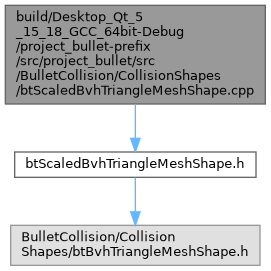 build/Desktop_Qt_5
_15_18_GCC_64bit-Debug
/project_bullet-prefix
/src/project_bullet/src
/BulletCollision/CollisionShapes
/btScaledBvhTriangleMeshShape.cpp
btScaledBvhTriangleMeshShape.h
BulletCollision/Collision
Shapes/btBvhTriangleMeshShape.h